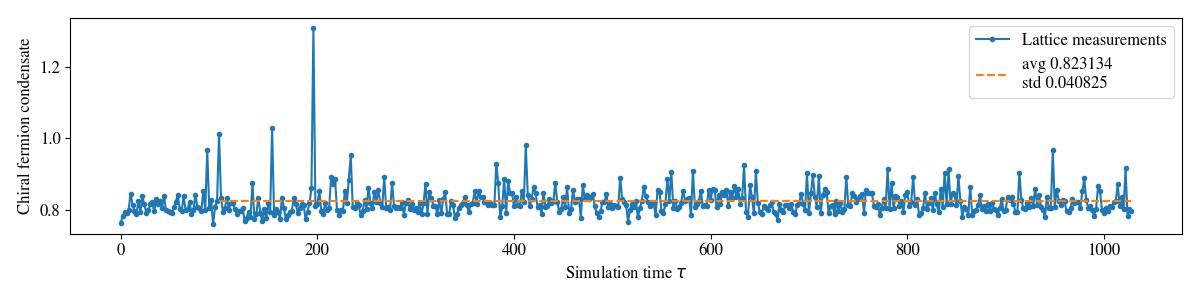 Chiral fermion condensate
1.2
1.0
0.8
0
200
400
600
800
1000
Simulation time τ
Lattice measurements
avg 0.823134
std 0.040825